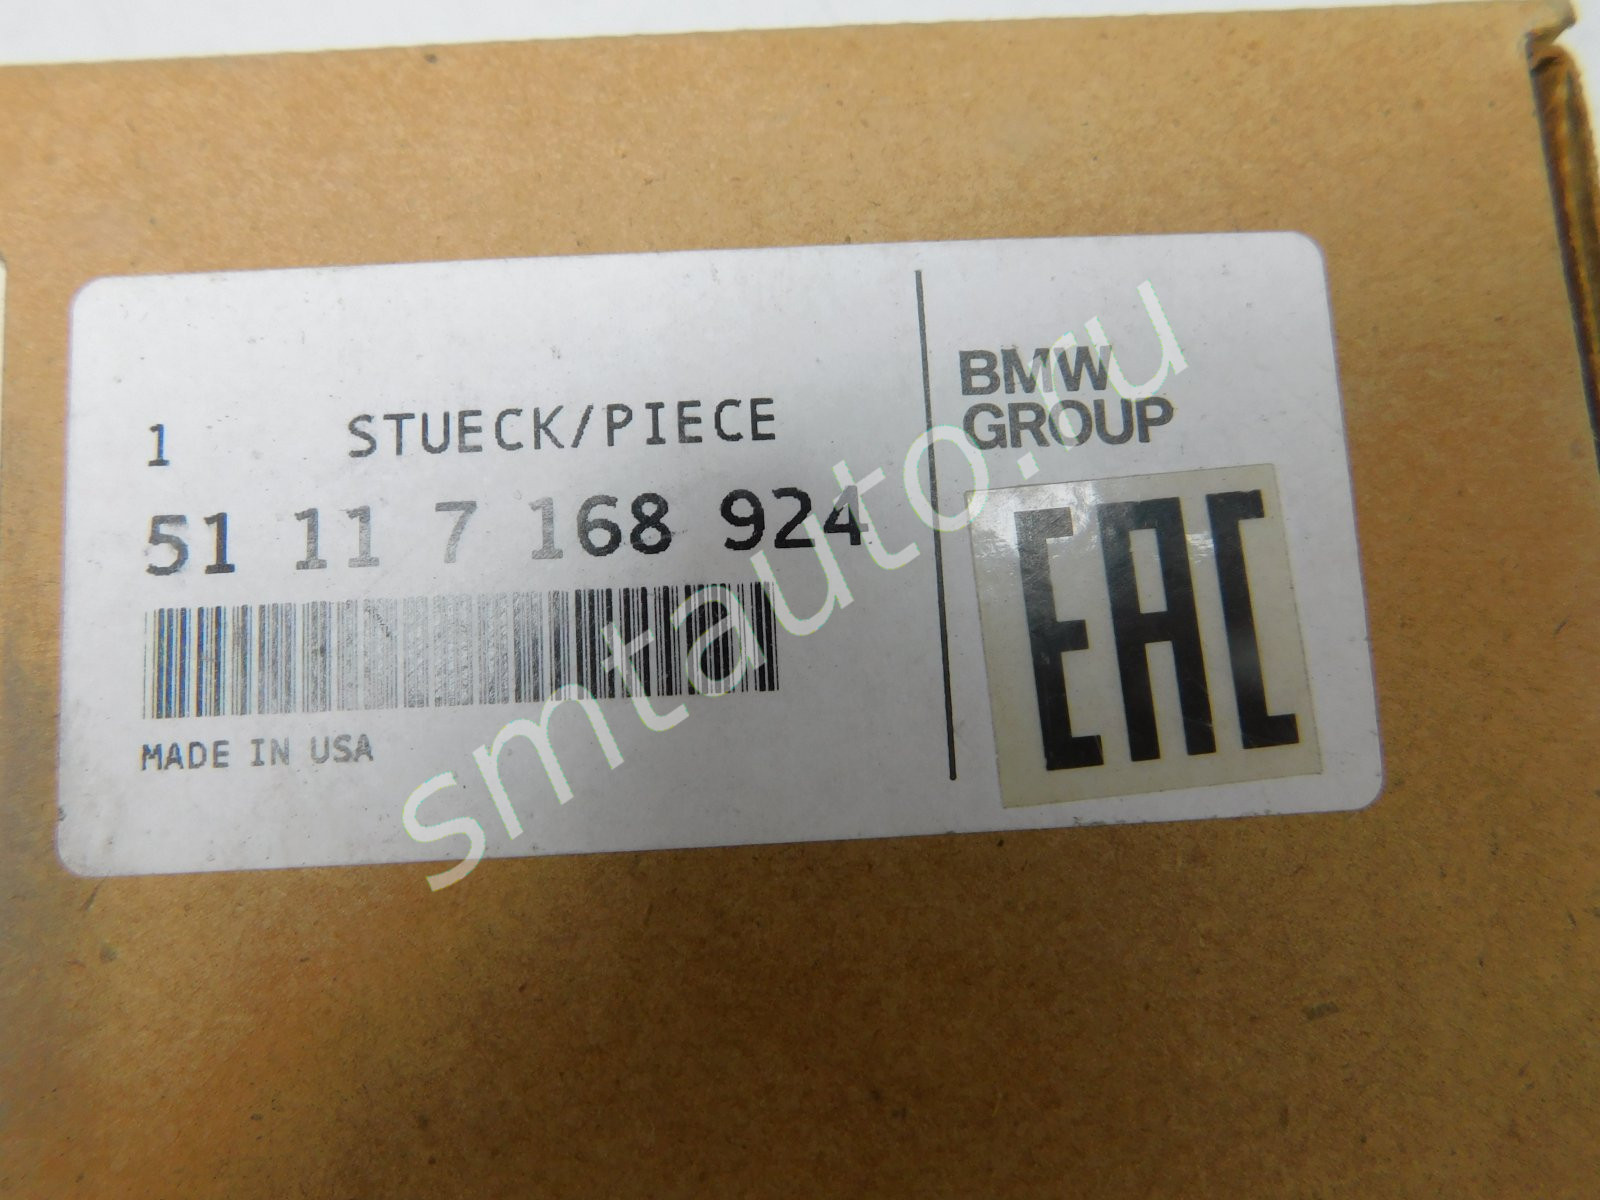 1 STUECK/PIECE
51 11 7 168 924
MADE IN USA
BMW
GROUP
EAC
smtauto.ru